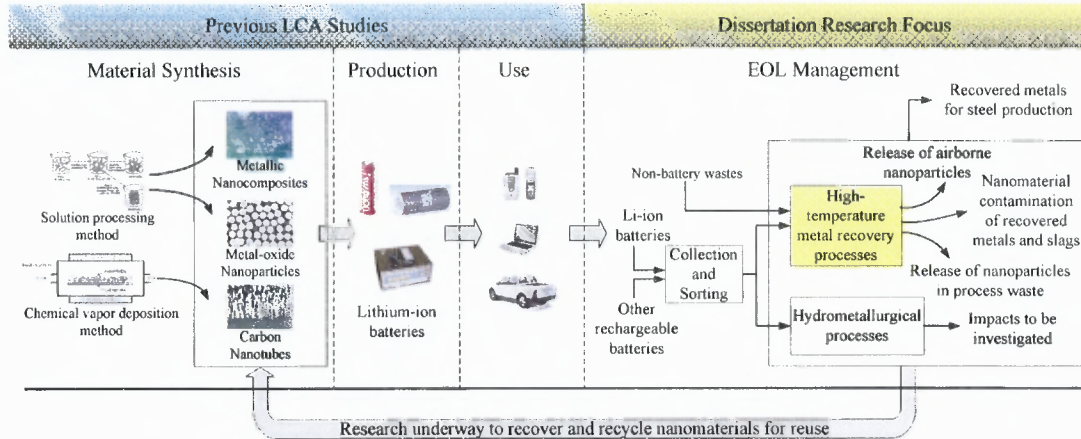 Previous LCA Studies
Dissertation Research Focus
Material Synthesis
Production
Use
EOL Management
Solution processing
method
Chemical vapor deposition
method
Metallic
Nanocomposites
Metal-oxide
Nanoparticles
Carbon
Nanotubes
Lithium-ion
batteries
Non-battery wastes
Li-ion
batteries
Other
rechargeable
batteries
Collection
and
Sorting
High-
temperature
metal recovery
processes
Hydrometallurgical
processes
Recovered metals
for steel production
Release of airborne
nanoparticles
Nanomaterial
contamination
of recovered
metals and slags
Release of nanoparticles
in process waste
Impacts to be
investigated
Research underway to recover and recycle nanomaterials for reuse